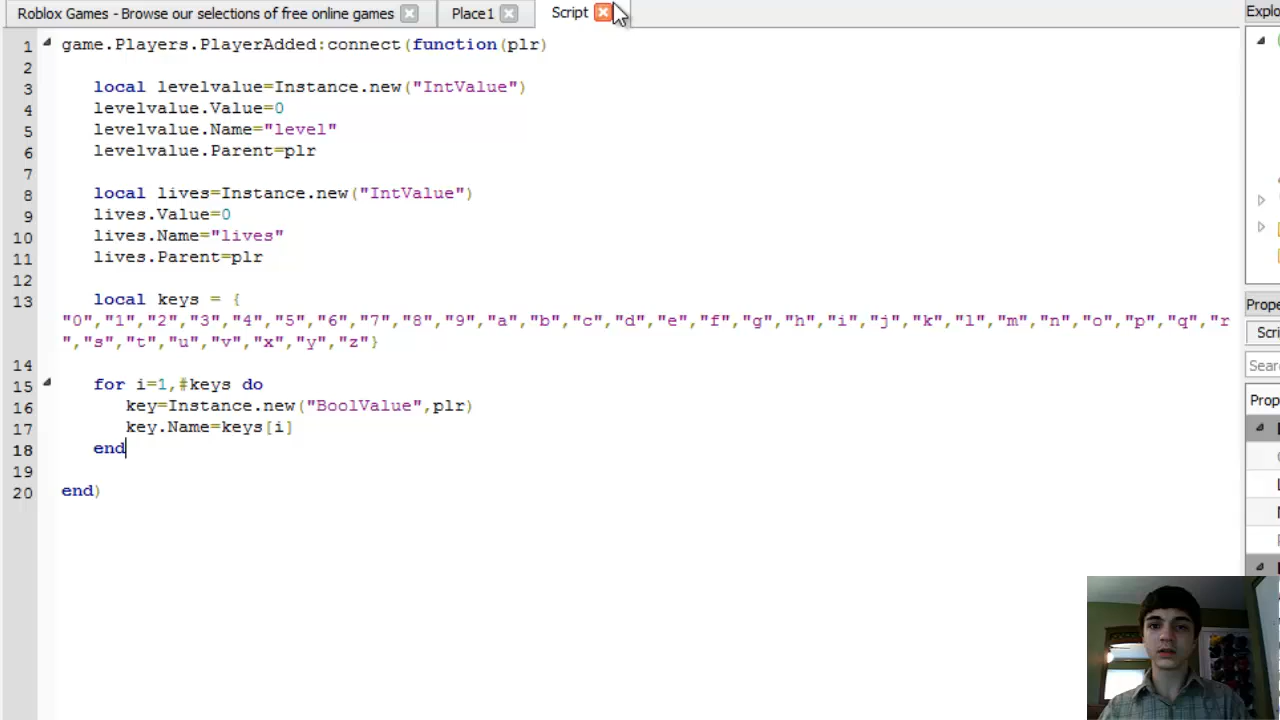 Roblox Games - Browse our selections of free online games
Place1
Script
Explo
1 game.Players.PlayerAdded:connect(function(plr)
2
3 local levelvalue=Instance.new("IntValue")
4 levelvalue.Value=0
5 levelvalue.Name="level"
6 levelvalue.Parent=plr
7
8 local lives=Instance.new("IntValue")
9 lives.Value=0
10 lives.Name="lives"
11 lives.Parent=plr
12
13 local keys = {
"0","1","2","3","4","5","6","7","8","9","a","b","c","d","e","f","g","h","i","j","k","l","m","n","o","p","q","r
","s","t","u","v","x","y","z"}
14
15 for i=1,#keys do
16 key=Instance.new("BoolValue",plr)
17 key.Name=keys[i]
18 end
19
20 end)
Prope
Scri
Sear
Prop